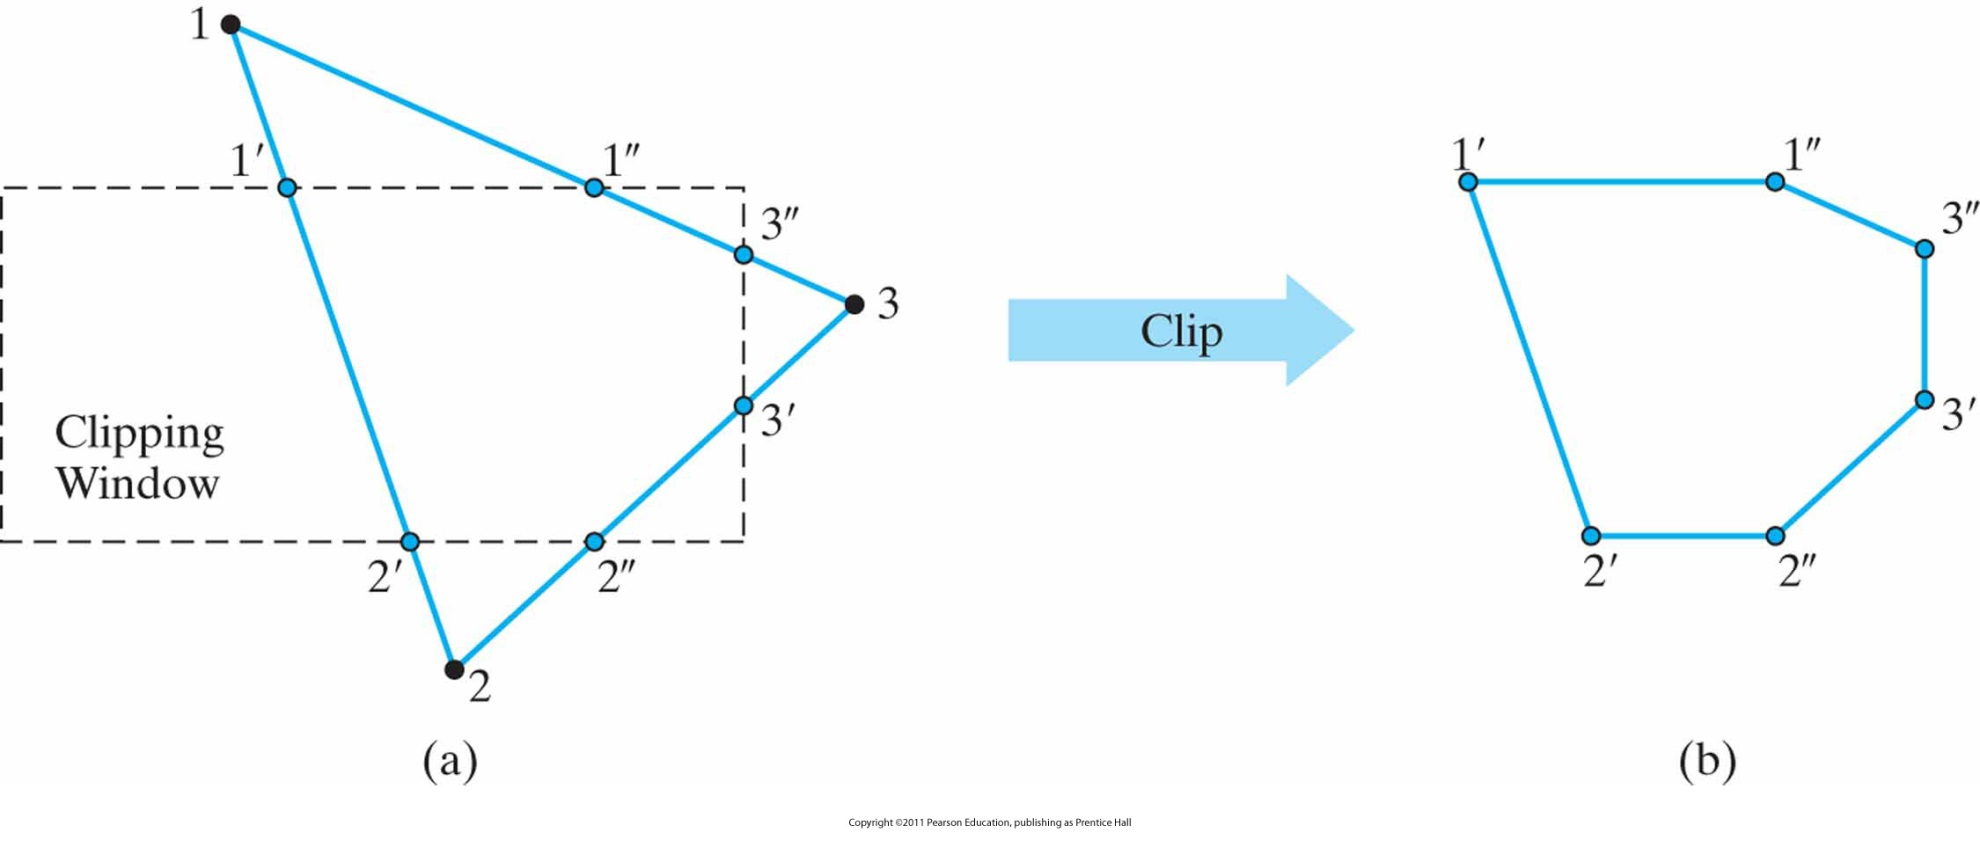 1
1′
1″
3″
3
3′
Clipping
Window
2′
2″
2
(a)
Clip
1′
1″
3″
3′
2′
2″
(b)
Copyright ©2011 Pearson Education, publishing as Prentice Hall